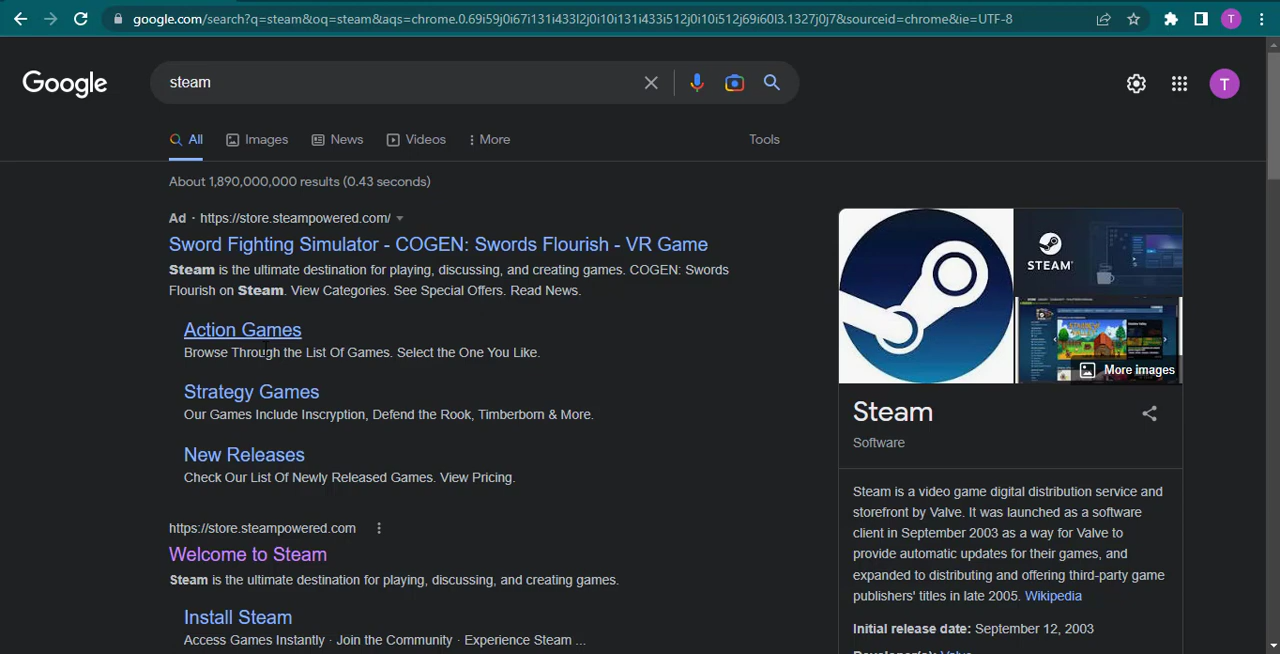 google.com/search?q=steam&oq=steam&aqs=chrome.0.69i59j0i67i131i433l2j0i10i131i433i512j0i10i512j69i60l3.1327j0j7&sourceid=chrome&ie=UTF-8
T
Google
steam
T
All
Images
News
Videos
More
Tools
About 1,890,000,000 results (0.43 seconds)
Ad · https://store.steampowered.com/
Sword Fighting Simulator - COGEN: Swords Flourish - VR Game
Steam is the ultimate destination for playing, discussing, and creating games. COGEN: Swords
Flourish on Steam. View Categories. See Special Offers. Read News.
Action Games
Browse Through the List Of Games. Select the One You Like.
Strategy Games
Our Games Include Inscryption, Defend the Rook, Timberborn & More.
New Releases
Check Our List Of Newly Released Games. View Pricing.
https://store.steampowered.com
Welcome to Steam
Steam is the ultimate destination for playing, discussing, and creating games.
Install Steam
Access Games Instantly · Join the Community · Experience Steam ...
STEAM
More images
Steam
Software
Steam is a video game digital distribution service and
storefront by Valve. It was launched as a software
client in September 2003 as a way for Valve to
provide automatic updates for their games, and
expanded to distributing and offering third-party game
publishers' titles in late 2005. Wikipedia
Initial release date: September 12, 2003
Developer(s): Valve